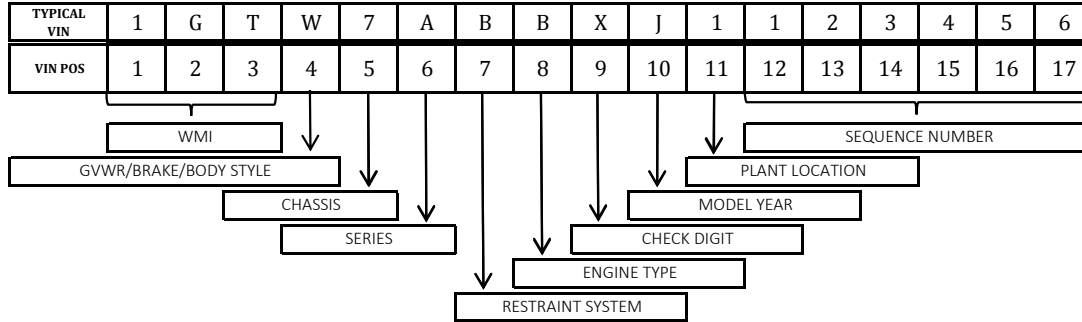 TYPICAL VIN 1 G T W 7 A B B X J 1 1 2 3 4 5 6
VIN POS 1 2 3 4 5 6 7 8 9 10 11 12 13 14 15 16 17
WMI SEQUENCE NUMBER
GVWR/BRAKE/BODY STYLE PLANT LOCATION
CHASSIS MODEL YEAR
SERIES CHECK DIGIT
ENGINE TYPE
RESTRAINT SYSTEM